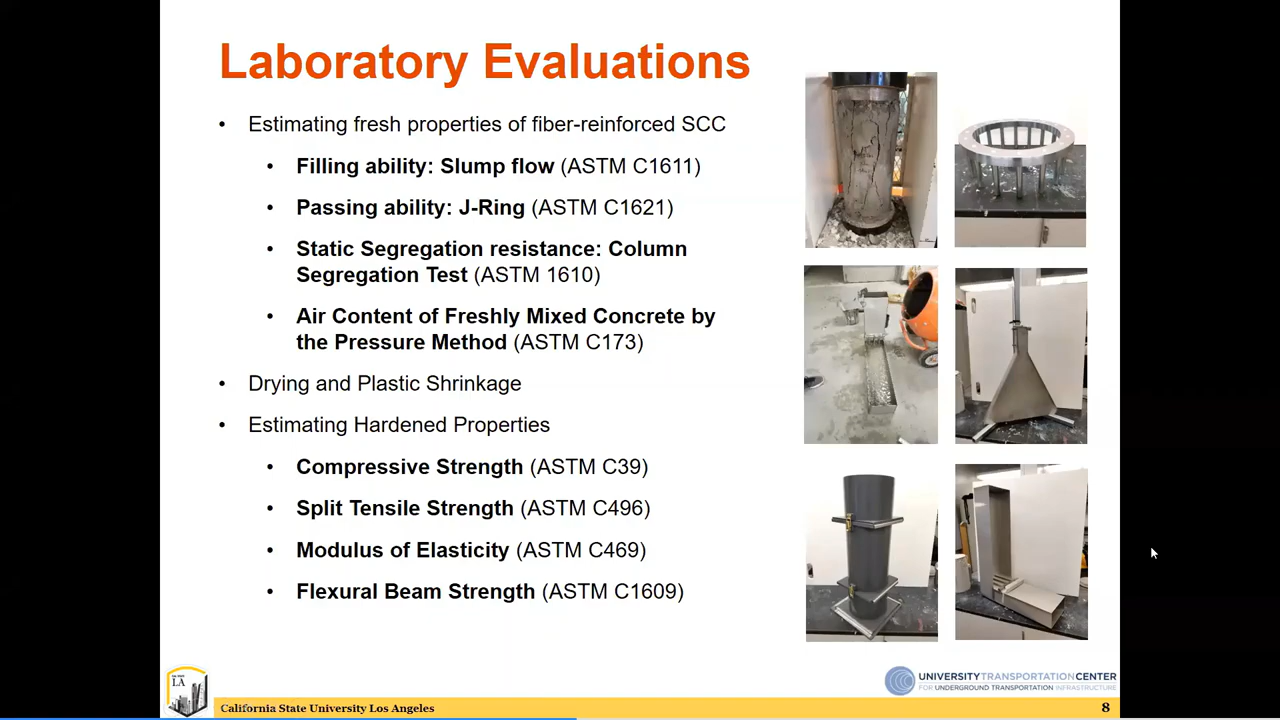 Laboratory Evaluations
• Estimating fresh properties of fiber-reinforced SCC
• Filling ability: Slump flow (ASTM C1611)
• Passing ability: J-Ring (ASTM C1621)
• Static Segregation resistance: Column
Segregation Test (ASTM 1610)
• Air Content of Freshly Mixed Concrete by
the Pressure Method (ASTM C173)
• Drying and Plastic Shrinkage
• Estimating Hardened Properties
• Compressive Strength (ASTM C39)
• Split Tensile Strength (ASTM C496)
• Modulus of Elasticity (ASTM C469)
• Flexural Beam Strength (ASTM C1609)
LA
UNIVERSITY TRANSPORTATION CENTER
FOR UNDERGROUND TRANSPORTATION INFRASTRUCTURE
California State University Los Angeles
8